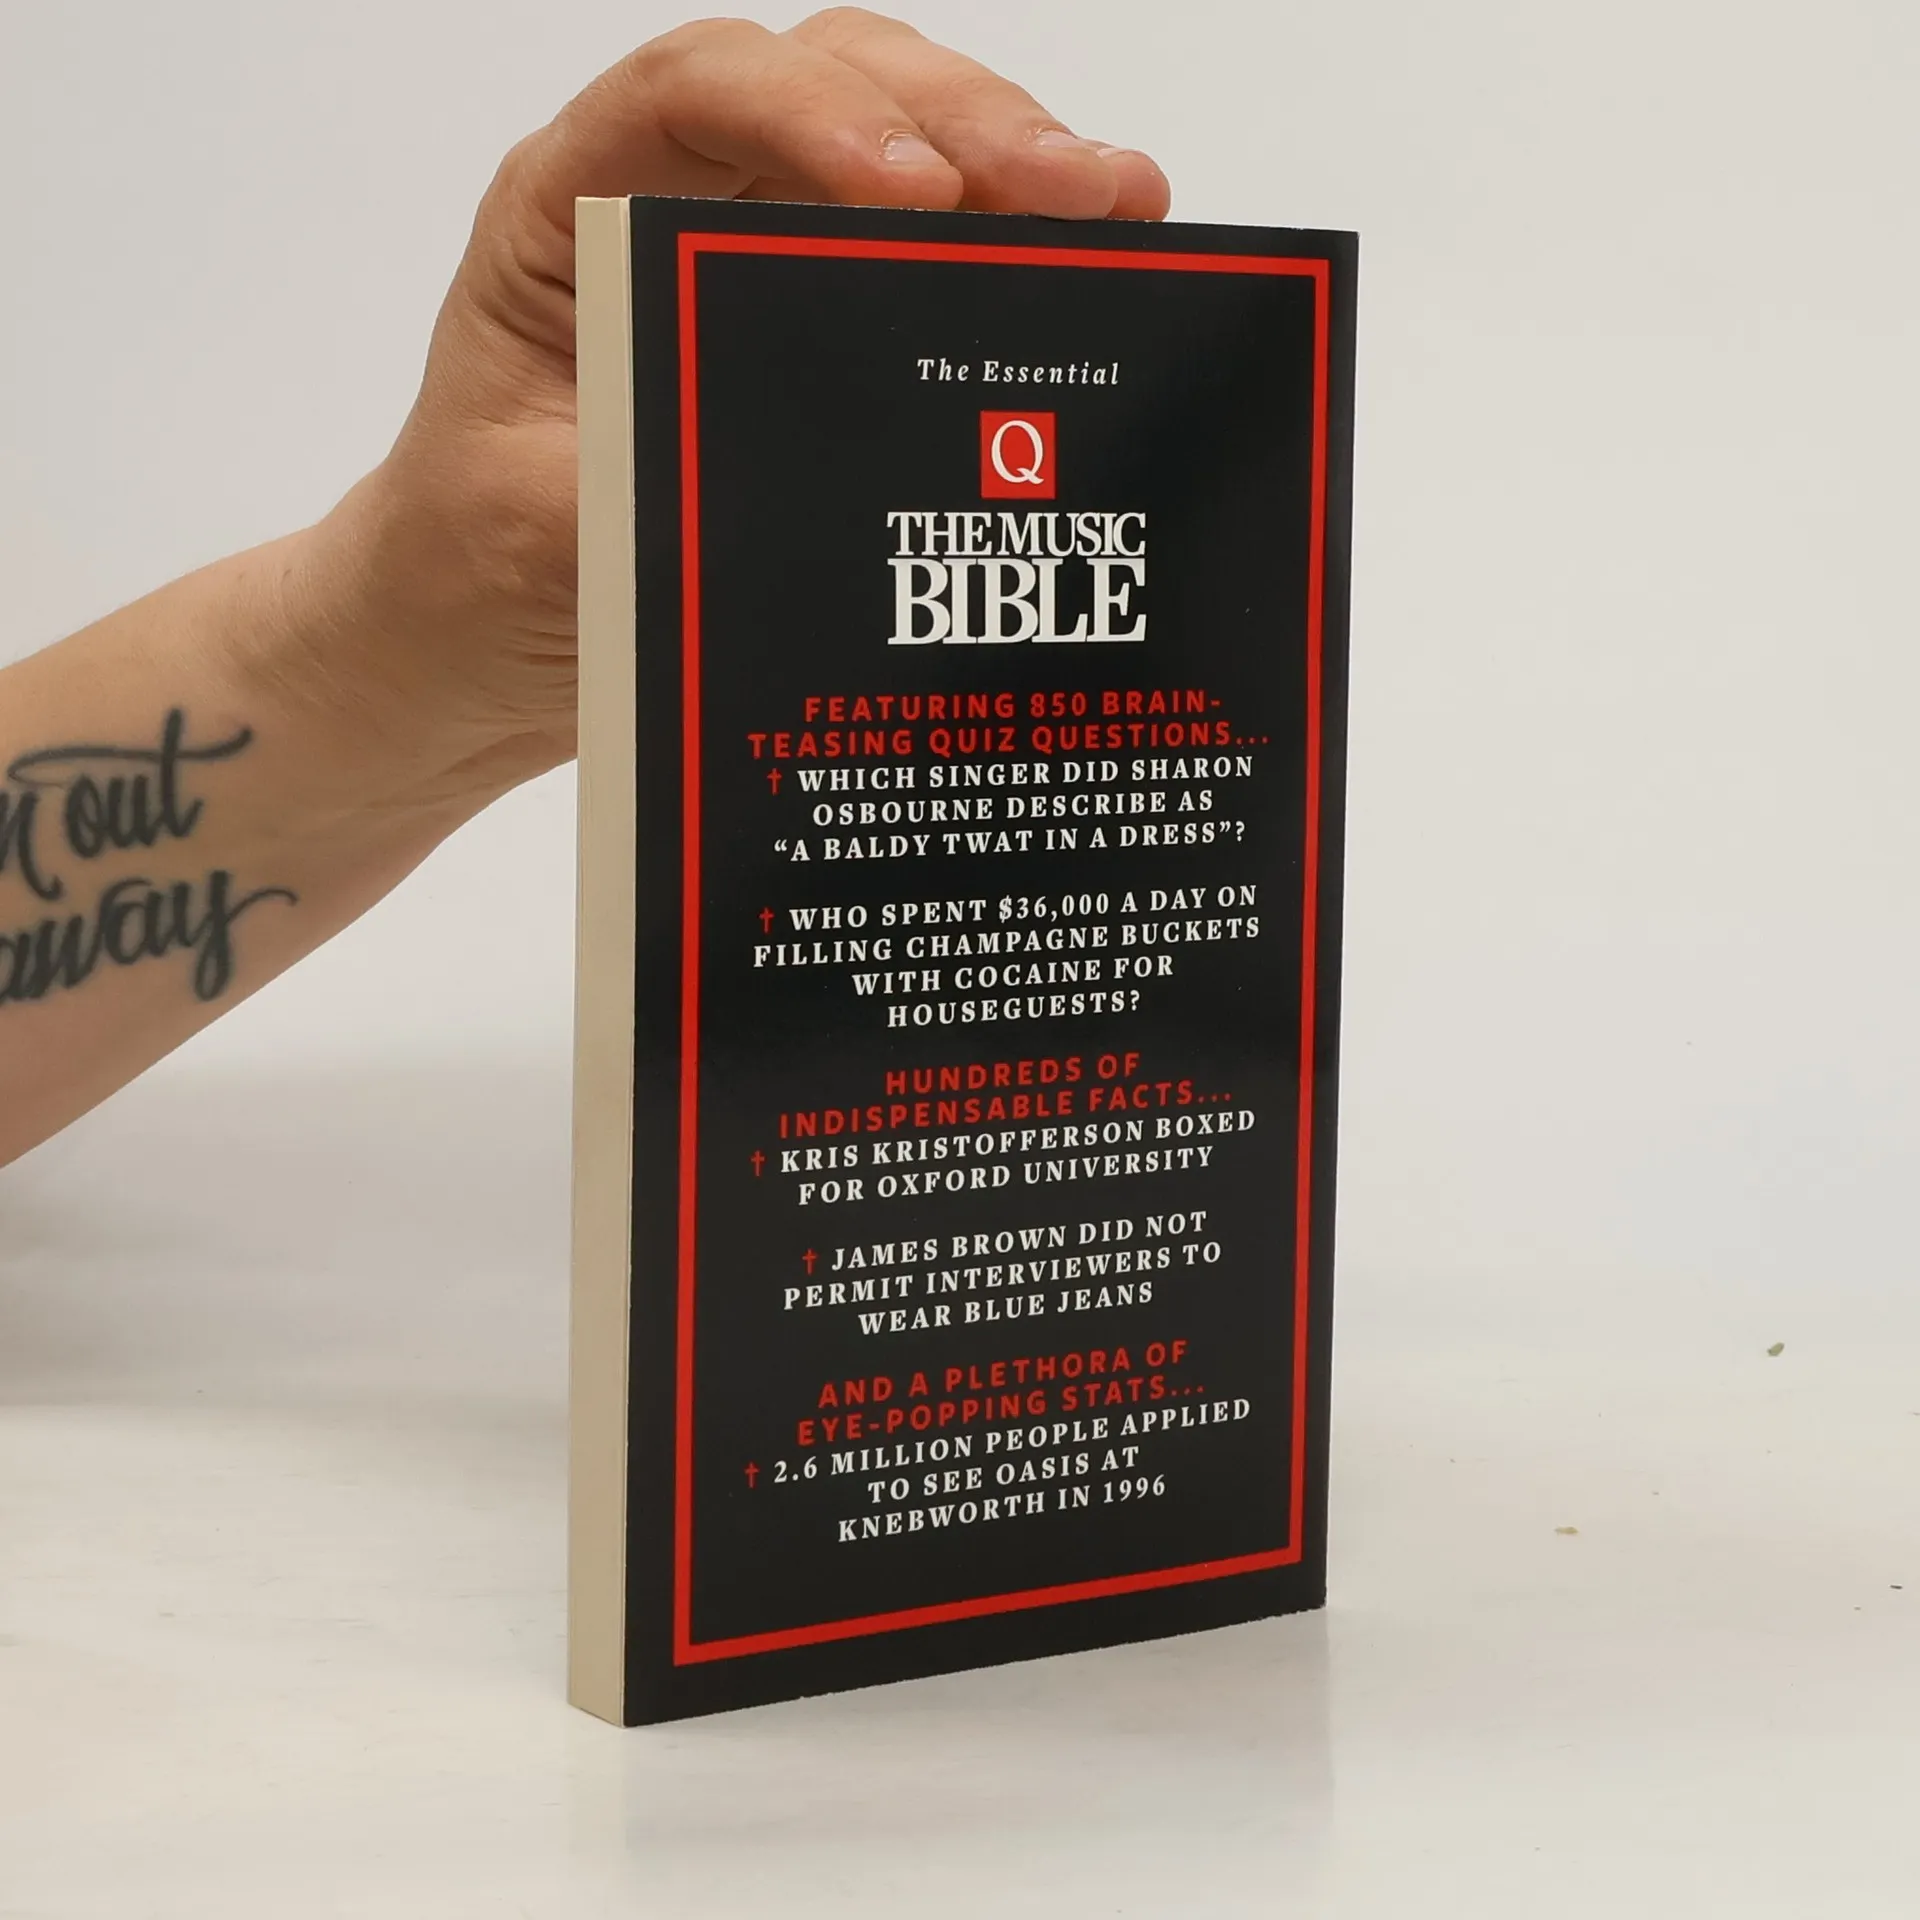 The Essential
Q
THE MUSIC
BIBLE
FEATURING 850 BRAIN-
TEASING QUIZ QUESTIONS...
† WHICH SINGER DID SHARON
OSBOURNE DESCRIBE AS
“A BALDY TWAT IN A DRESS”?
† WHO SPENT $36,000 A DAY ON
FILLING CHAMPAGNE BUCKETS
WITH COCAINE FOR
HOUSEGUESTS?
HUNDREDS OF
INDISPENSABLE FACTS...
† KRIS KRISTOFFERSON BOXED
FOR OXFORD UNIVERSITY
† JAMES BROWN DID NOT
PERMIT INTERVIEWERS TO
WEAR BLUE JEANS
AND A PLETHORA OF
EYE-POPPING STATS...
† 2.6 MILLION PEOPLE APPLIED
TO SEE OASIS AT
KNEBWORTH IN 1996
out
away